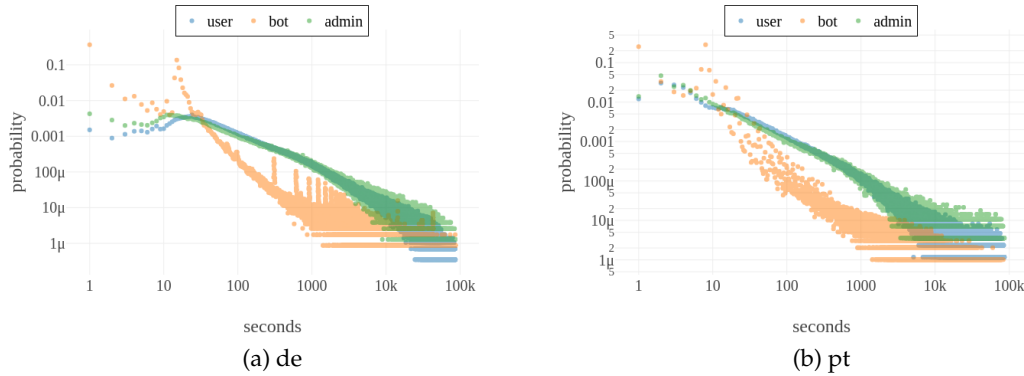 user bot admin
0.1
0.01
0.001
100μ
10μ
1μ
probability
1 10 100 1000 10k 100k
seconds
(a) de
user bot admin
5
2
0.1
5
2
0.01
5
2
0.001
5
2
100μ
5
2
10μ
5
2
1μ
5
probability
1 10 100 1000 10k 100k
seconds
(b) pt